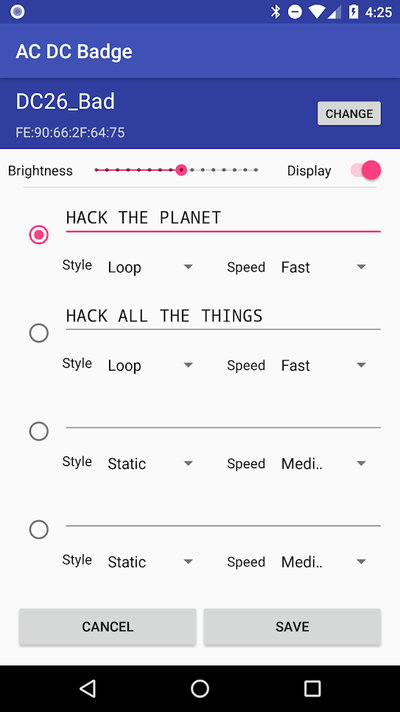 4:25
AC DC Badge
DC26_Bad
CHANGE
FE:90:66:2F:64:75
Brightness Display
HACK THE PLANET
Style Loop Speed Fast
HACK ALL THE THINGS
Style Loop Speed Fast
Style Static Speed Medi..
Style Static Speed Medi..
CANCEL SAVE